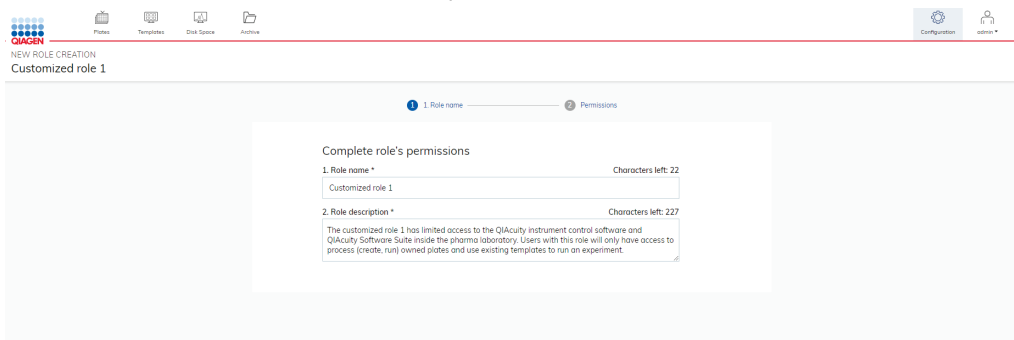 QIAGEN
Plates
Templates
Disk Space
Archive
Configuration
admin
NEW ROLE CREATION
Customized role 1
1 1. Role name
2 Permissions
Complete role's permissions
1. Role name * Characters left: 22
Customized role 1
2. Role description * Characters left: 227
The customized role 1 has limited access to the QIAcuity instrument control software and
QIAcuity Software Suite inside the pharma laboratory. Users with this role will only have access to
process (create, run) owned plates and use existing templates to run an experiment.